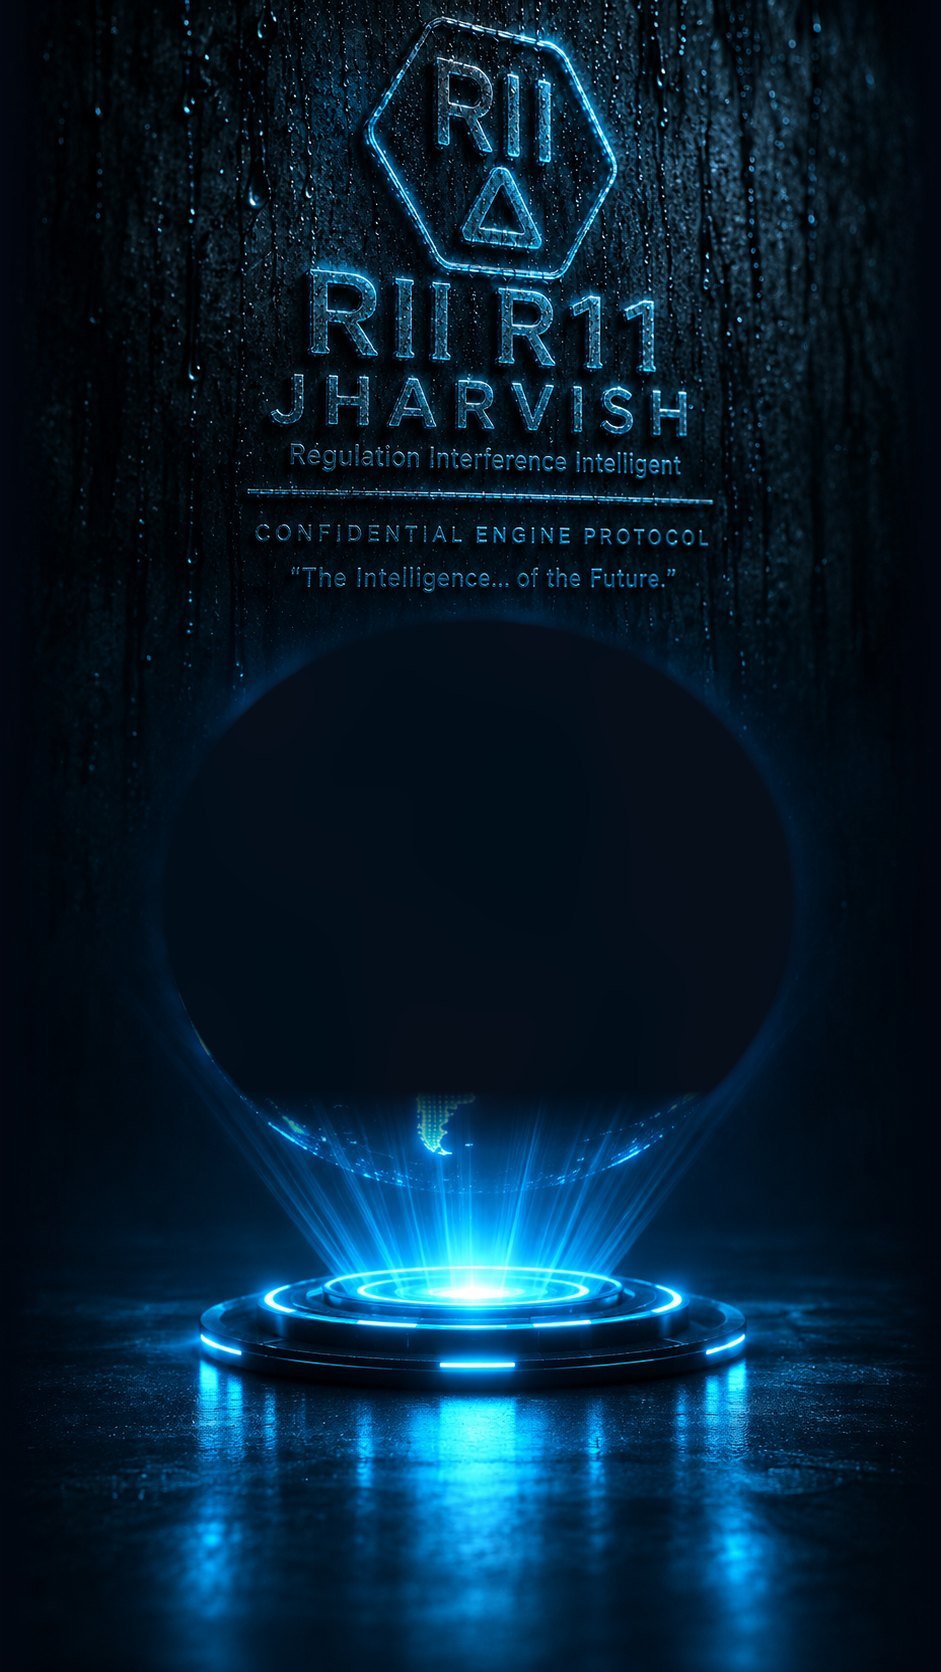 RII
RII R11
JHARVISH
Regulation Interference Intelligent
CONFIDENTIAL ENGINE PROTOCOL
“The Intelligence... of the Future.”